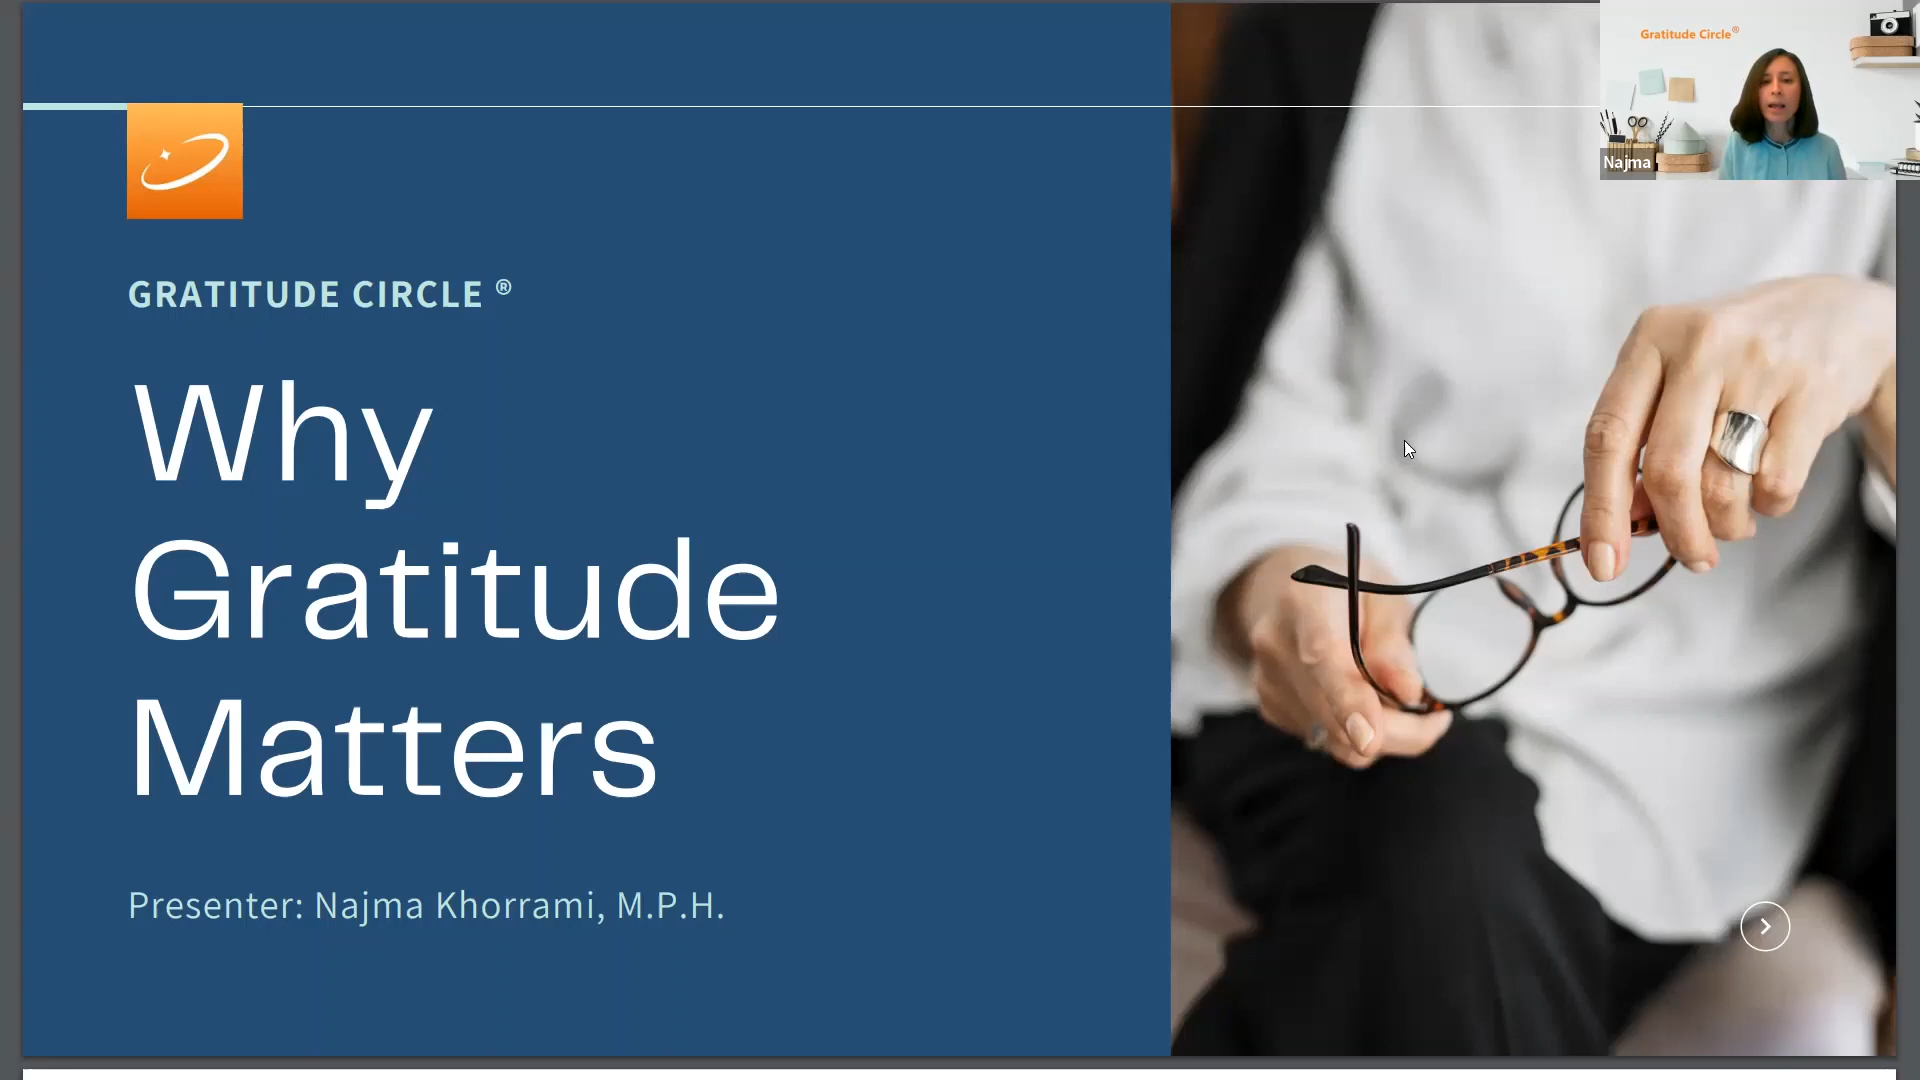 Gratitude Circle®
Najma
GRATITUDE CIRCLE ®
Why
Gratitude
Matters
Presenter: Najma Khorrami, M.P.H.